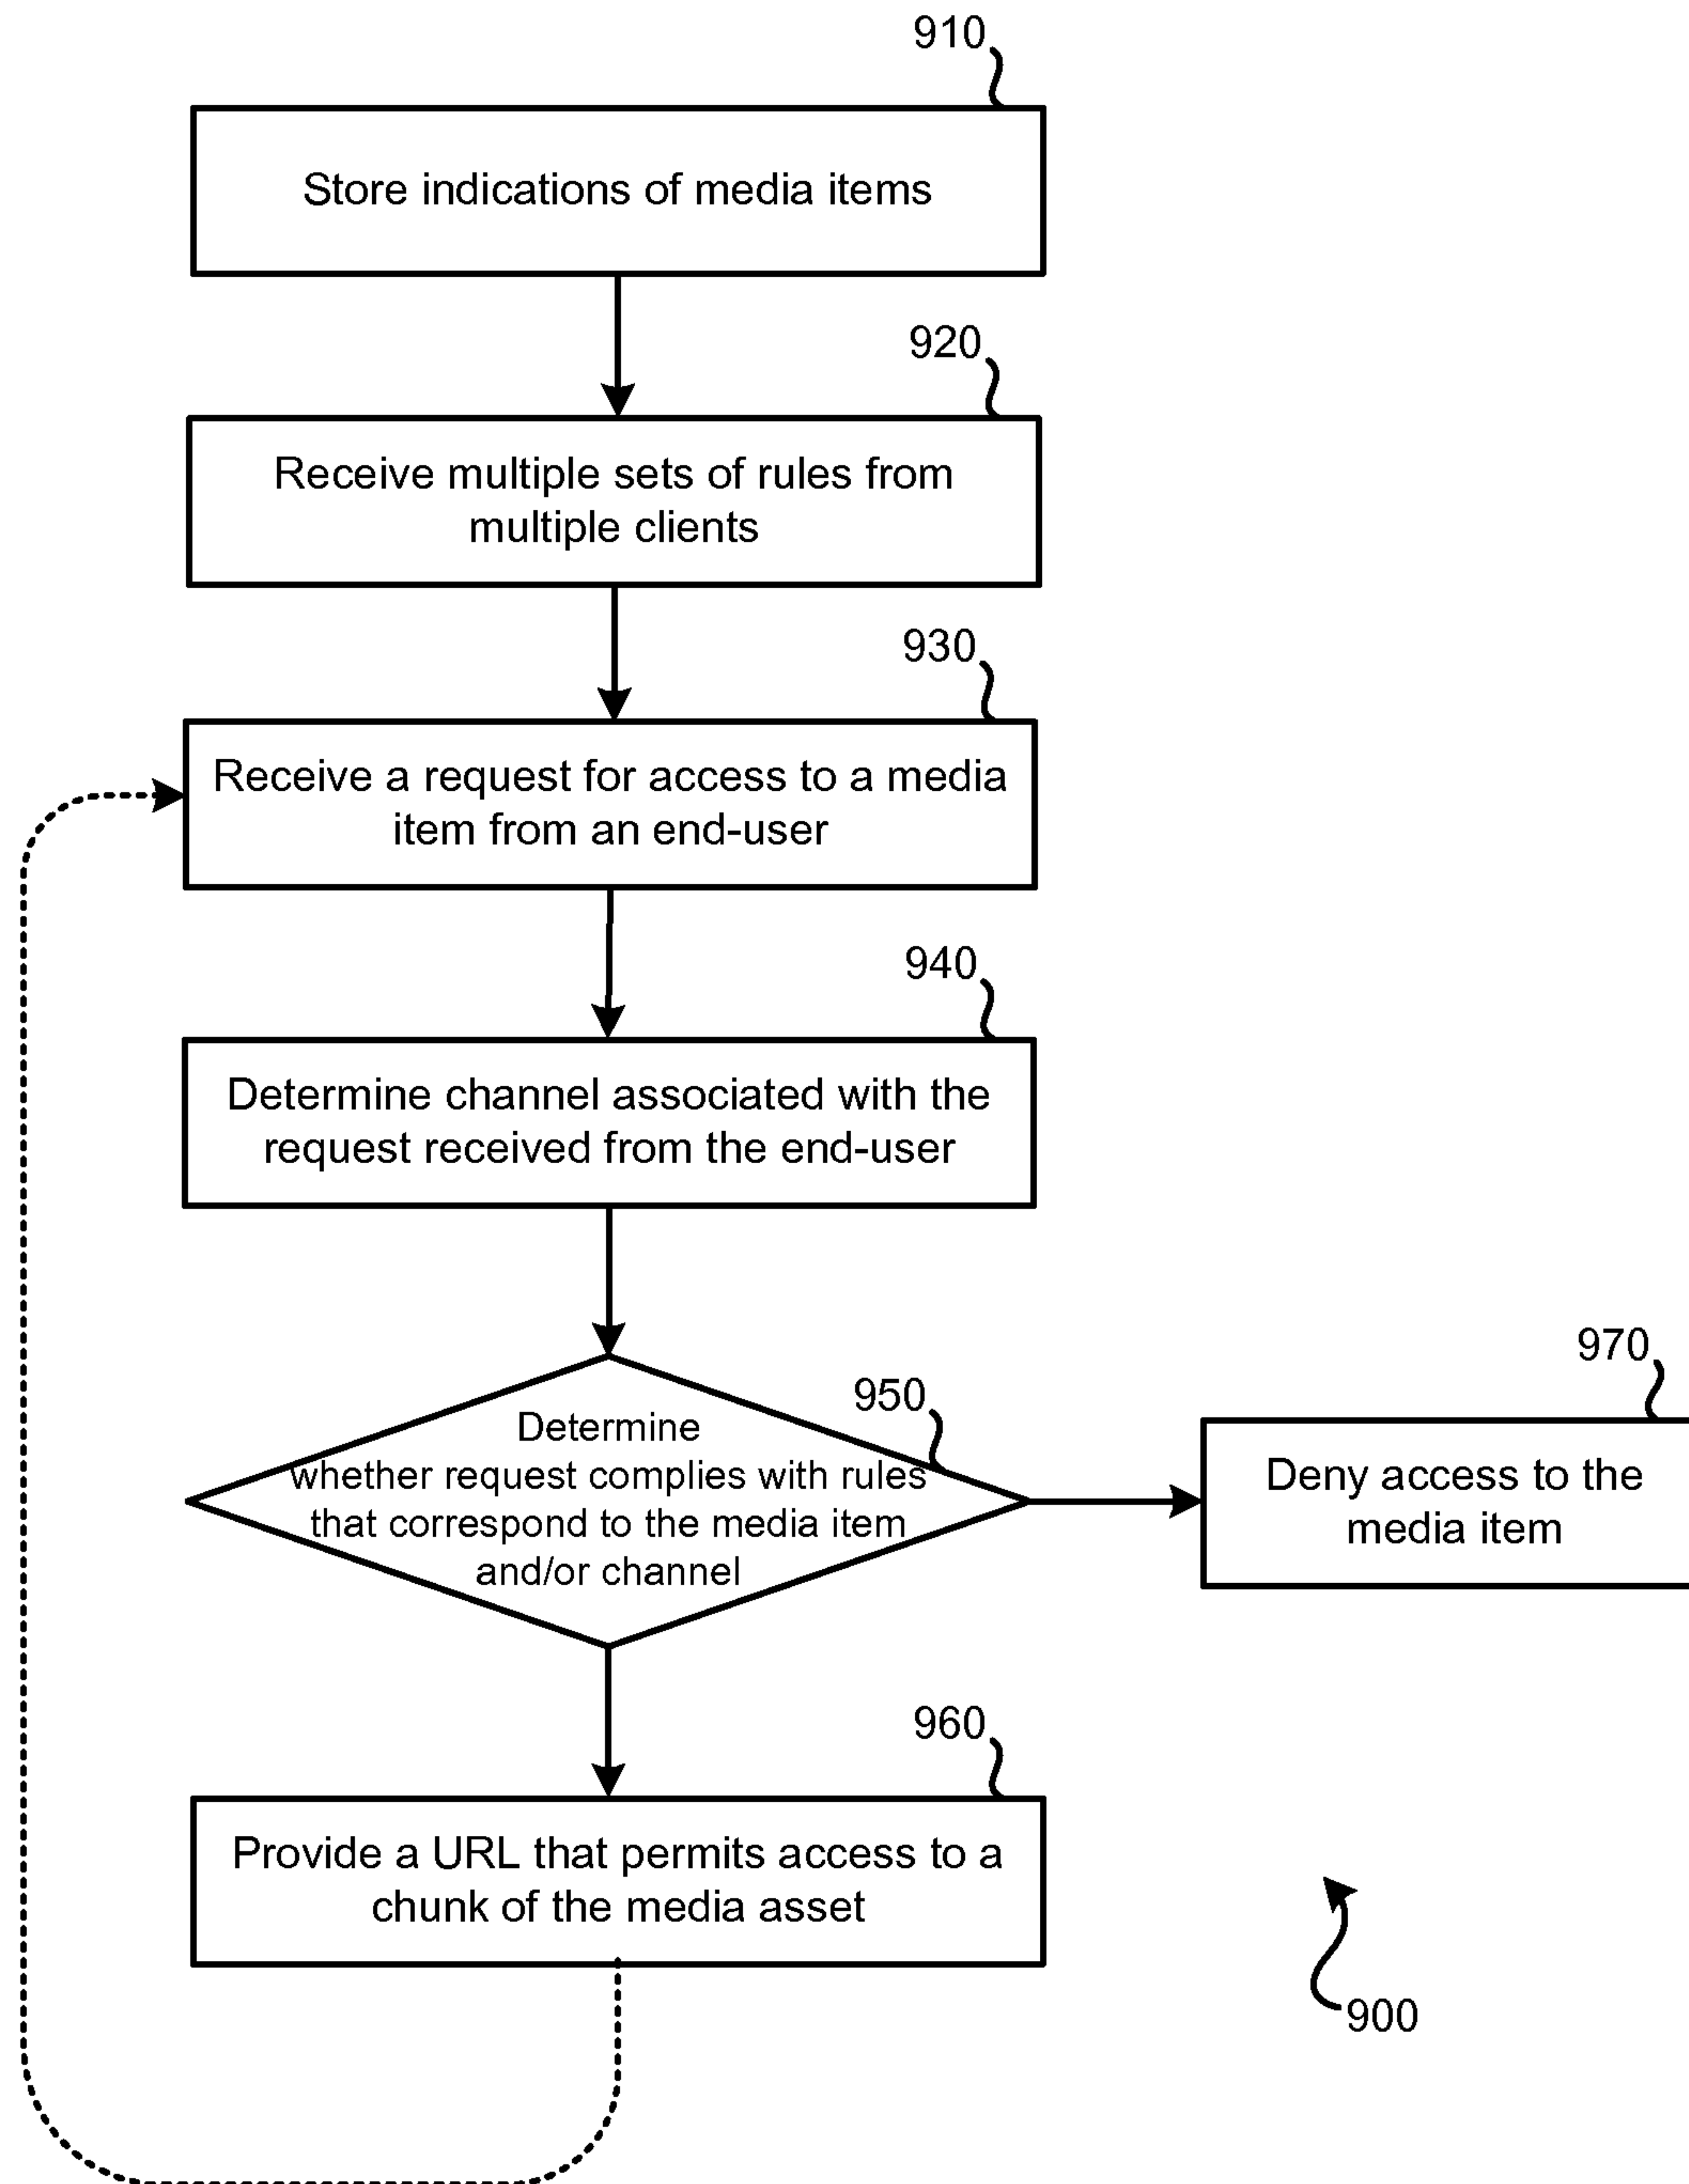 910
Store indications of media items
920
Receive multiple sets of rules from
multiple clients
930
Receive a request for access to a media
item from an end-user
940
Determine channel associated with the
request received from the end-user
950
Determine
whether request complies with rules
that correspond to the media item
and/or channel
970
Deny access to the
media item
960
Provide a URL that permits access to a
chunk of the media asset
900